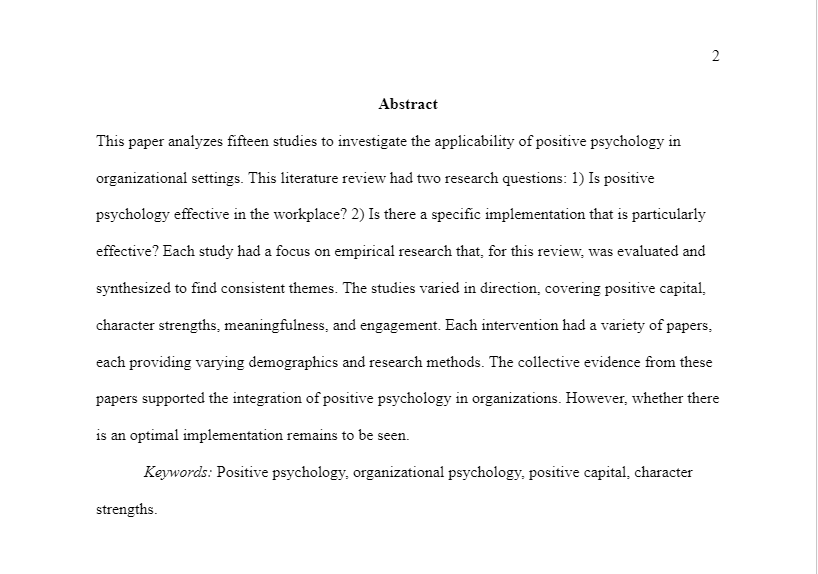 2
Abstract
This paper analyzes fifteen studies to investigate the applicability of positive psychology in
organizational settings. This literature review had two research questions: 1) Is positive
psychology effective in the workplace? 2) Is there a specific implementation that is particularly
effective? Each study had a focus on empirical research that, for this review, was evaluated and
synthesized to find consistent themes. The studies varied in direction, covering positive capital,
character strengths, meaningfulness, and engagement. Each intervention had a variety of papers,
each providing varying demographics and research methods. The collective evidence from these
papers supported the integration of positive psychology in organizations. However, whether there
is an optimal implementation remains to be seen.
Keywords: Positive psychology, organizational psychology, positive capital, character
strengths.